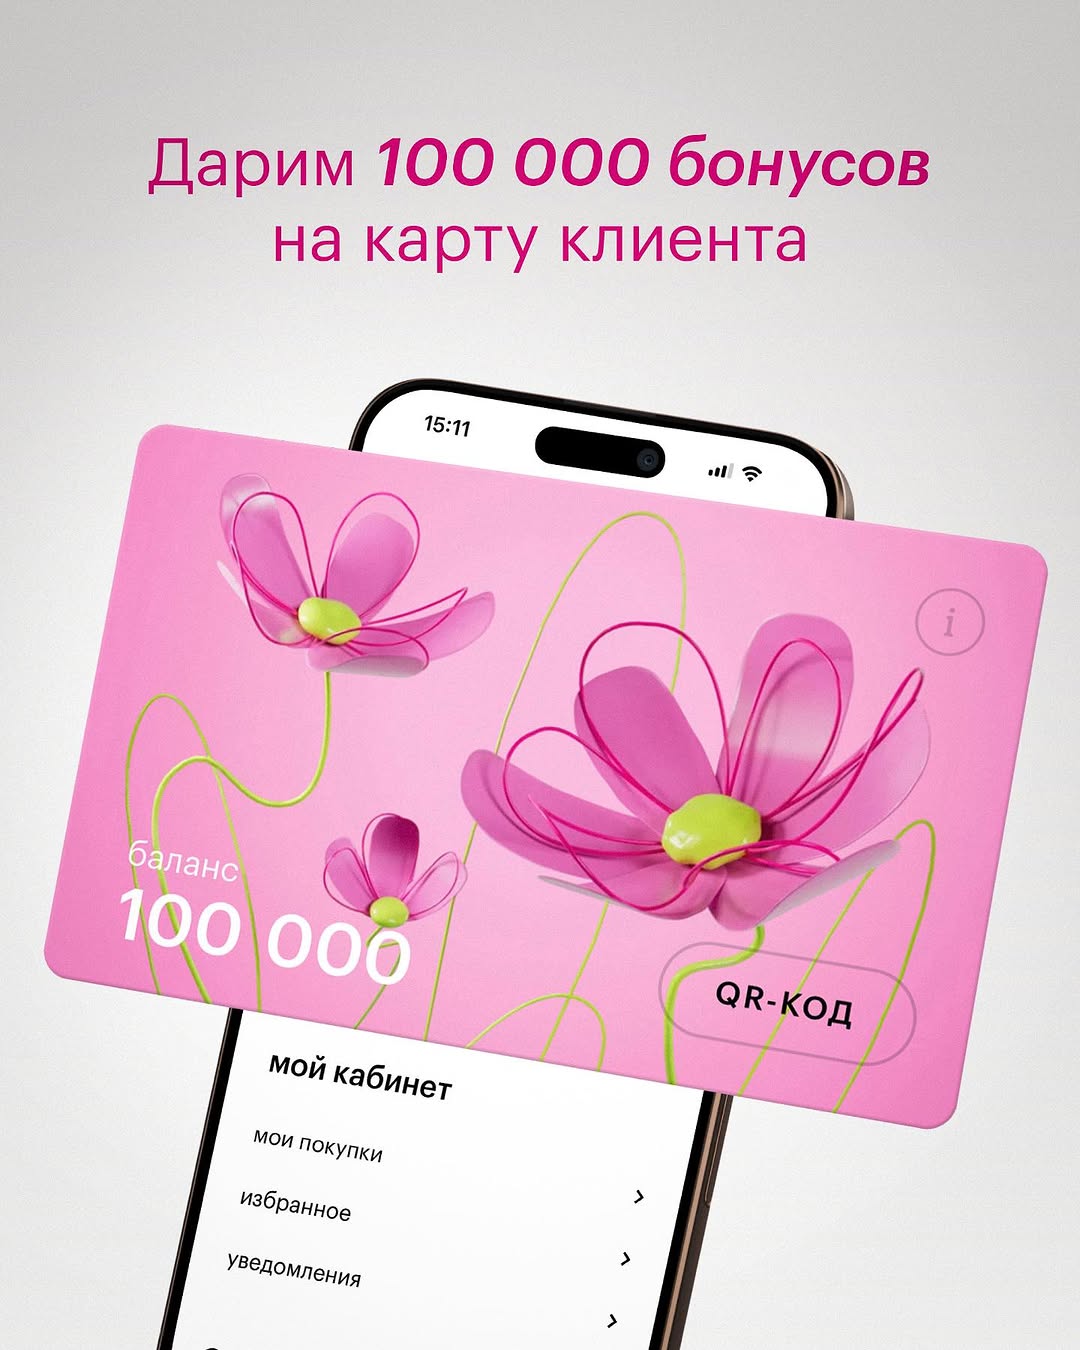 Дарим 100 000 бонусов
на карту клиента
15:11
i
баланс
100 000
QR-КОД
мой кабинет
мои покупки
избранное
уведомления